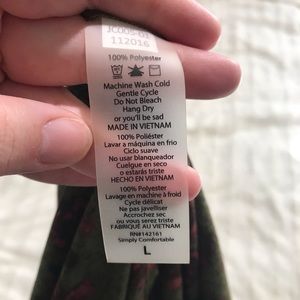 JC005-01
112016
100% Polyester
Machine Wash Cold
Gentle Cycle
Do Not Bleach
Hang Dry
or you'll be sad
MADE IN VIETNAM
100% Poliéster
Lavar a máquina en frio
Ciclo suave
No usar blanqueador
Cuelgue en seco
o estarás triste
HECHO EN VIETNAM
100% Polyester
Lavage en machine à froid
Cycle délicat
Ne pas javelliser
Accrochez sec
ou vous serez triste
FABRIQUÉ AU VIETNAM
RN#142161
Simply Comfortable
L